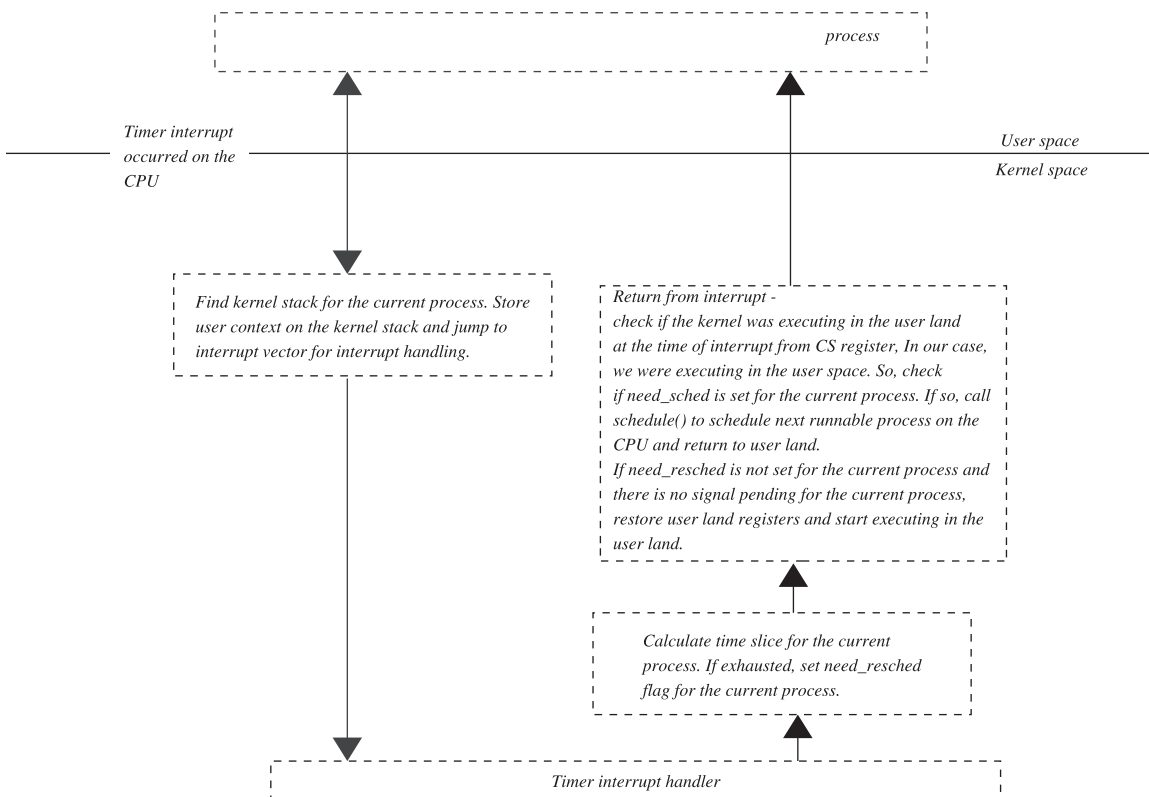 process
Timer interrupt
occurred on the
CPU
User space
Kernel space
Find kernel stack for the current process. Store
user context on the kernel stack and jump to
interrupt vector for interrupt handling.
Return from interrupt -
check if the kernel was executing in the user land
at the time of interrupt from CS register, In our case,
we were executing in the user space. So, check
if need_sched is set for the current process. If so, call
schedule() to schedule next runnable process on the
CPU and return to user land.
If need_resched is not set for the current process and
there is no signal pending for the current process,
restore user land registers and start executing in the
user land.
Calculate time slice for the current
process. If exhausted, set need_resched
flag for the current process.
Timer interrupt handler